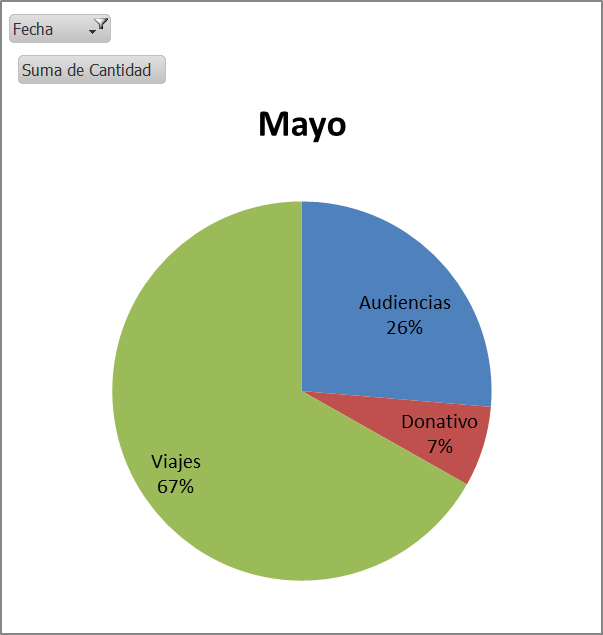 Fecha
Suma de Cantidad
Mayo
Audiencias
26%
Donativo
7%
Viajes
67%